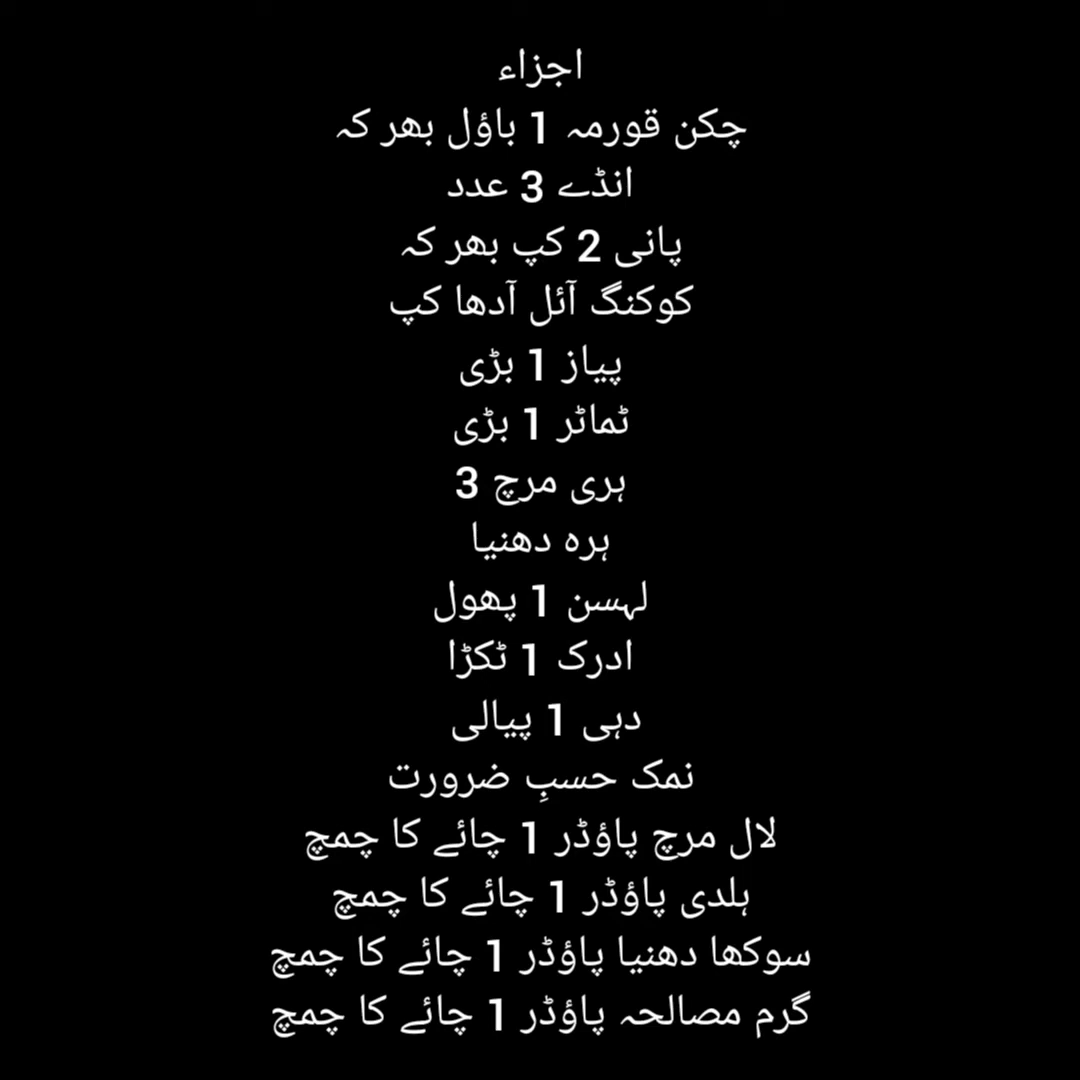 اجزاء
چکن قورمہ 1 باؤل بھر کہ
انڈے 3 عدد
پانی 2 کپ بھر کہ
کوکنگ آئل آدھا کپ
پیاز 1 بڑی
ٹماٹر 1 بڑی
ہری مرچ 3
ہرہ دھنیا
لہسن 1 پھول
ادرک 1 ٹکڑا
دہی 1 پیالی
نمک حسبِ ضرورت
لال مرچ پاؤڈر 1 چائے کا چمچ
ہلدی پاؤڈر 1 چائے کا چمچ
سوکھا دھنیا پاؤڈر 1 چائے کا چمچ
گرم مصالحہ پاؤڈر 1 چائے کا چمچ